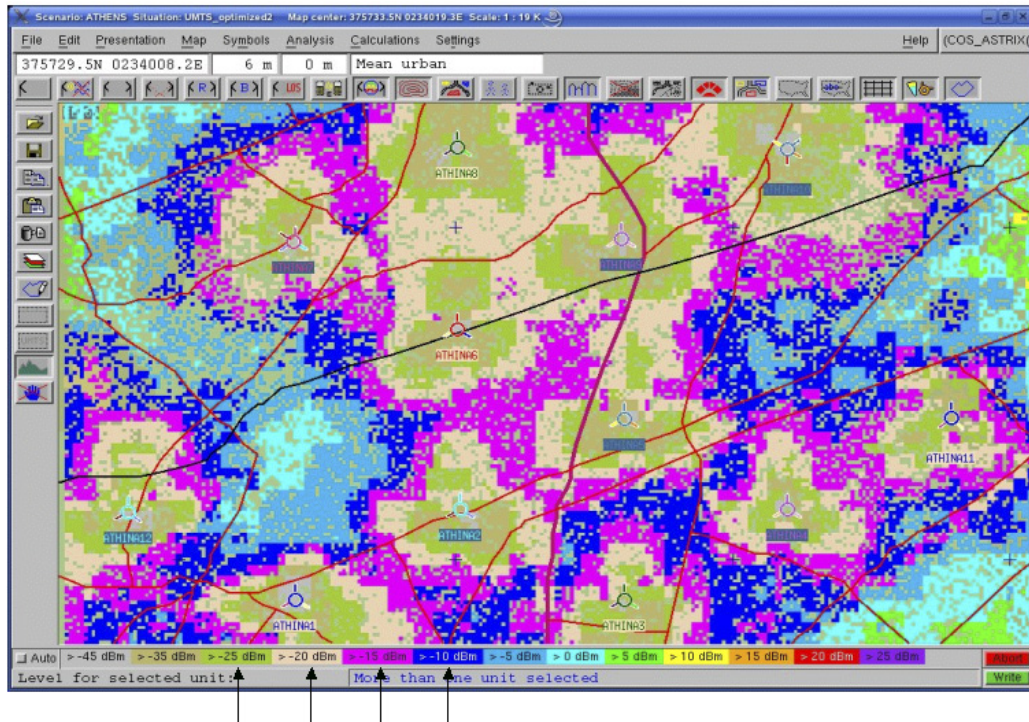 Scenario: ATHENS Situation: UMTS_optimized2 Map center: 375733.5N 0234019.3E Scale: 1 : 19 K
File Edit Presentation Map Symbols Analysis Calculations Settings Help (COS_ASTRIX(
375729.5N 0234008.2E 6 m 0 m Mean urban
(R) (B) LOS
ATHINA8
ATHINA6
ATHINA11
ATHINA12 ATHINA2
ATHINA1 ATHINA3
Auto > -45 dBm > -35 dBm > -25 dBm > -20 dBm > -15 dBm > -10 dBm > -5 dBm > 0 dBm > 5 dBm > 10 dBm > 15 dBm > 20 dBm > 25 dBm Abort
Level for selected unit: More than one unit selected Write